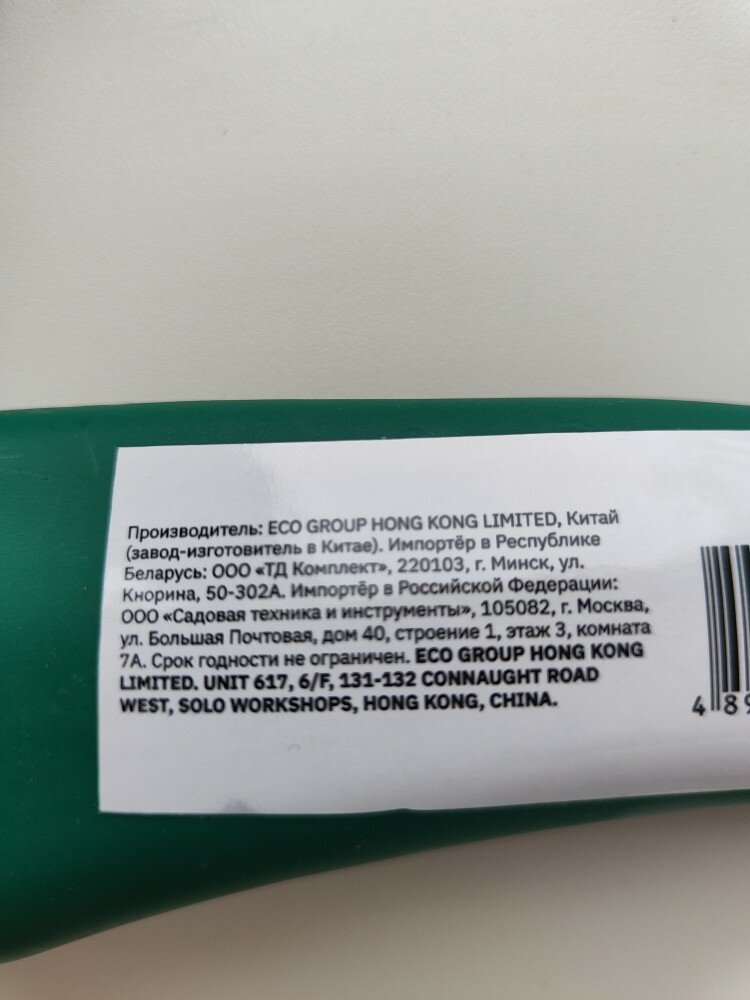 Производитель: ECO GROUP HONG KONG LIMITED, Китай
(завод-изготовитель в Китае). Импортёр в Республике
Беларусь: ООО «ТД Комплект», 220103, г. Минск, ул.
Кнорина, 50-302А. Импортёр в Российской Федерации:
ООО «Садовая техника и инструменты», 105082, г. Москва,
ул. Большая Почтовая, дом 40, строение 1, этаж 3, комната
7А. Срок годности не ограничен. ECO GROUP HONG KONG
LIMITED. UNIT 617, 6/F, 131-132 CONNAUGHT ROAD
WEST, SOLO WORKSHOPS, HONG KONG, CHINA.
4 89